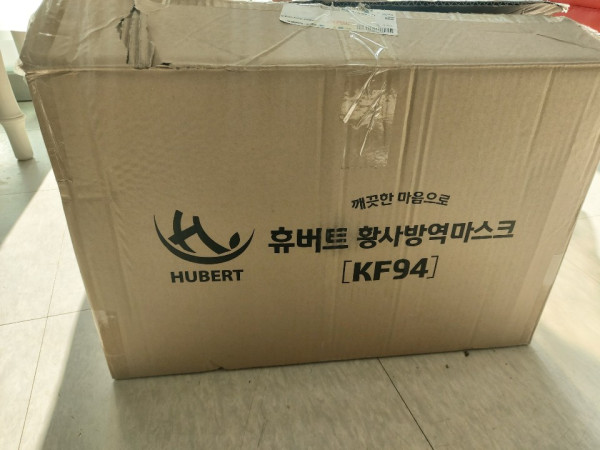 깨끗한 마음으로
휴버트 황사방역마스크
[KF94]
H.
HUBERT